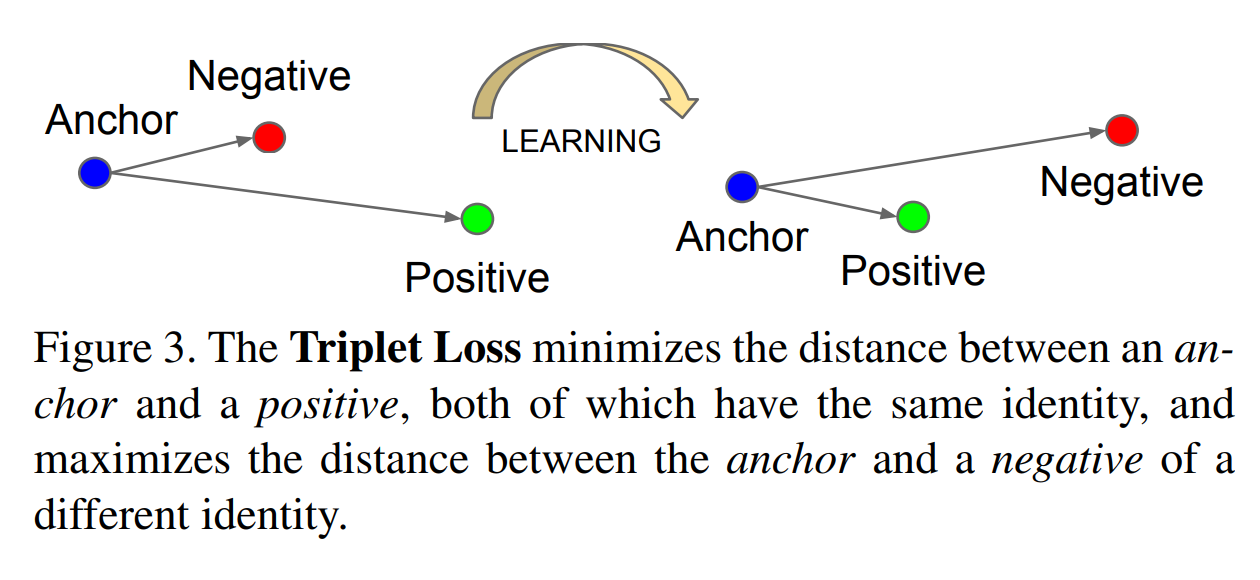 Negative
Anchor
LEARNING
Positive
Negative
Anchor
Positive
Figure 3. The Triplet Loss minimizes the distance between an an-
chor and a positive, both of which have the same identity, and
maximizes the distance between the anchor and a negative of a
different identity.